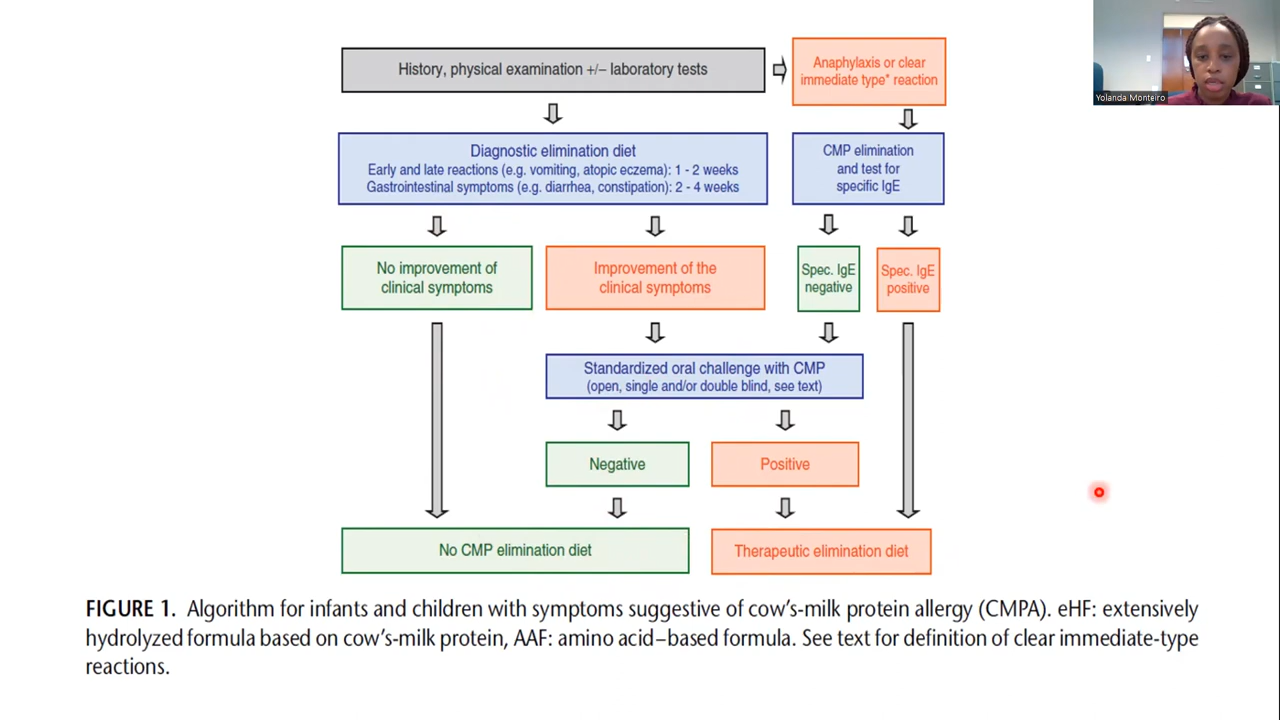 History, physical examination +/– laboratory tests
Anaphylaxis or clear
immediate type* reaction
Yolanda Monteiro
Diagnostic elimination diet
Early and late reactions (e.g. vomiting, atopic eczema): 1 - 2 weeks
Gastrointestinal symptoms (e.g. diarrhea, constipation): 2 - 4 weeks
CMP elimination
and test for
specific IgE
No improvement of
clinical symptoms
Improvement of the
clinical symptoms
Spec. IgE
negative
Spec. IgE
positive
Standardized oral challenge with CMP
(open, single and/or double blind, see text)
Negative
Positive
No CMP elimination diet
Therapeutic elimination diet
FIGURE 1. Algorithm for infants and children with symptoms suggestive of cow's-milk protein allergy (CMPA). eHF: extensively
hydrolyzed formula based on cow's-milk protein, AAF: amino acid–based formula. See text for definition of clear immediate-type
reactions.